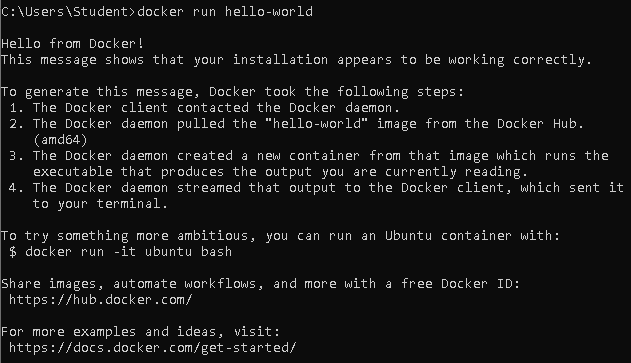 C:\Users\Student>docker run hello-world
Hello from Docker!
This message shows that your installation appears to be working correctly.
To generate this message, Docker took the following steps:
1. The Docker client contacted the Docker daemon.
2. The Docker daemon pulled the "hello-world" image from the Docker Hub.
(amd64)
3. The Docker daemon created a new container from that image which runs the
executable that produces the output you are currently reading.
4. The Docker daemon streamed that output to the Docker client, which sent it
to your terminal.
To try something more ambitious, you can run an Ubuntu container with:
$ docker run -it ubuntu bash
Share images, automate workflows, and more with a free Docker ID:
https://hub.docker.com/
For more examples and ideas, visit:
https://docs.docker.com/get-started/